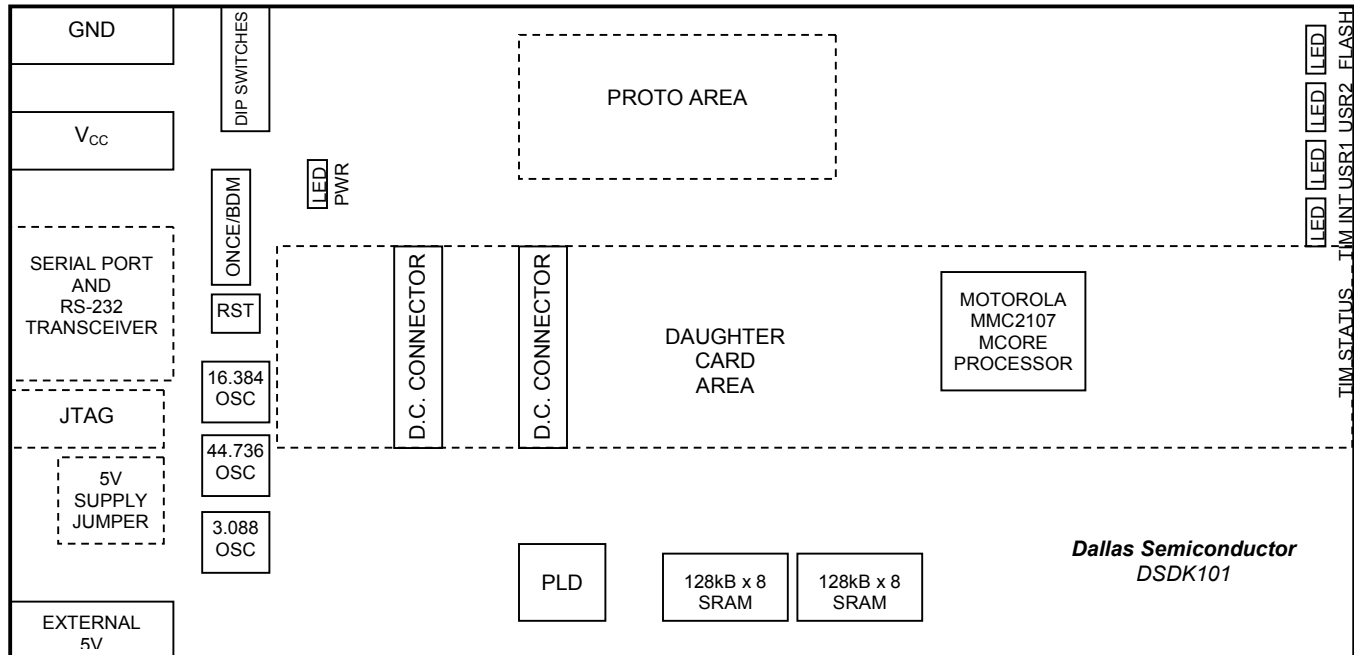 GND
DIP SWITCHES
PROTO AREA
LED
FLASH
V_CC
LED
USR2
LED
PWR
LED
USR1
LED
TIM INT
ONCE/BDM
SERIAL PORT
AND
RS-232
TRANSCEIVER
RST
D.C. CONNECTOR
D.C. CONNECTOR
DAUGHTER
CARD
AREA
MOTOROLA
MMC2107
MCORE
PROCESSOR
TIM STATUS
16.384
OSC
JTAG
44.736
OSC
5V
SUPPLY
JUMPER
3.088
OSC
PLD
128kB x 8
SRAM
128kB x 8
SRAM
Dallas Semiconductor
DSDK101
EXTERNAL
5V